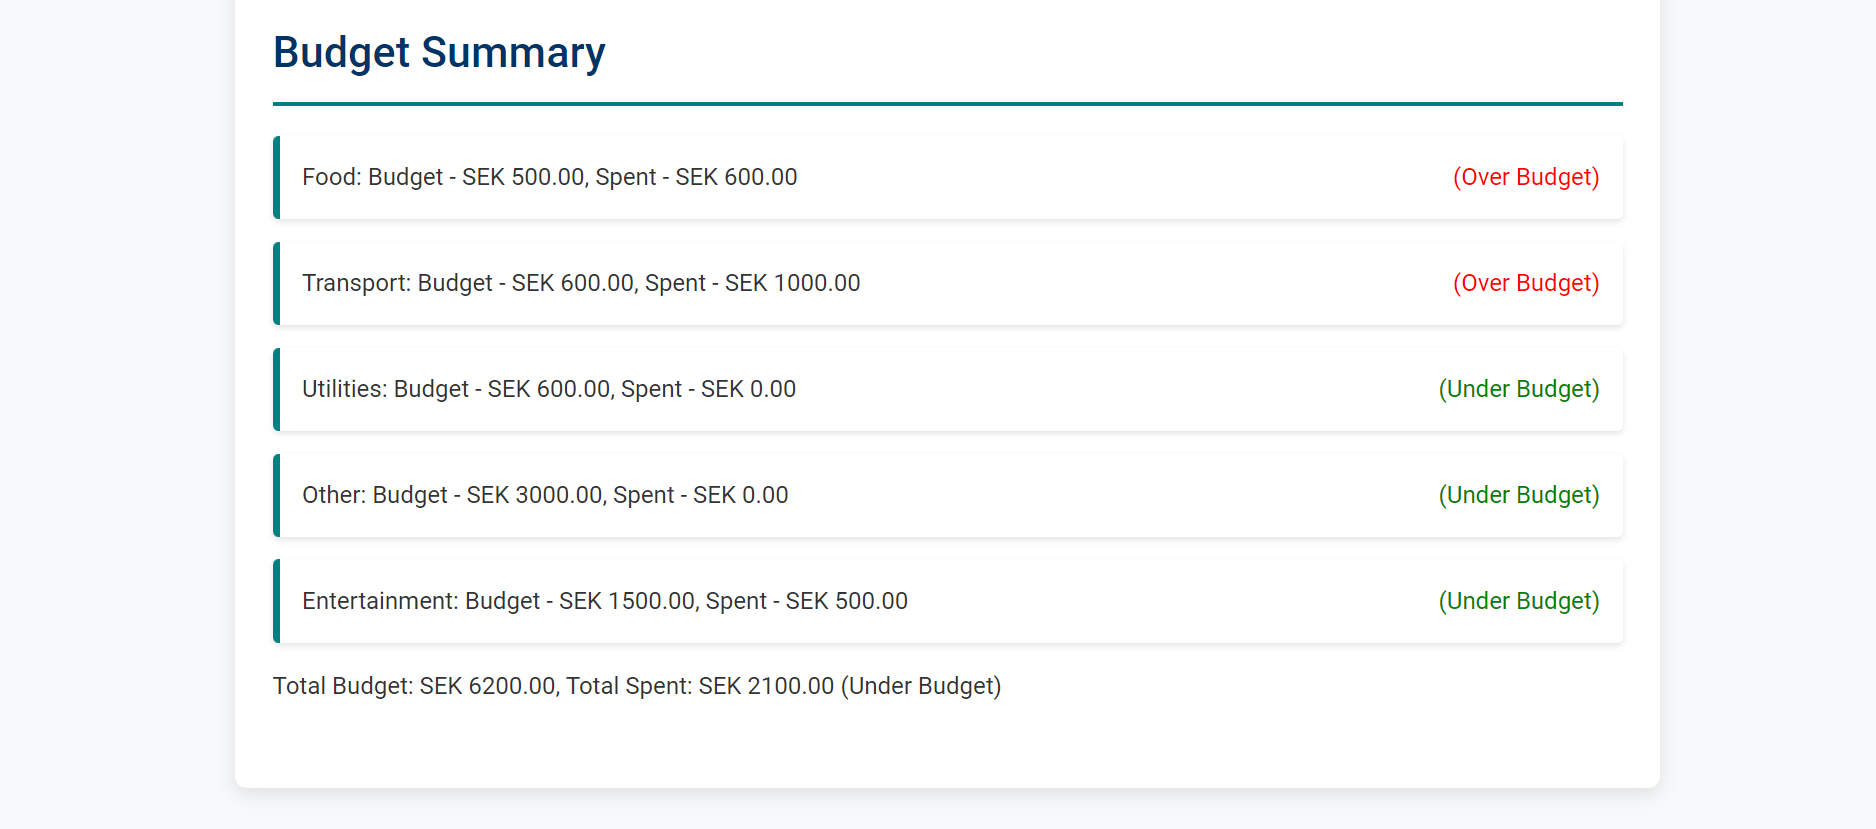 Budget Summary
Food: Budget - SEK 500.00, Spent - SEK 600.00 (Over Budget)
Transport: Budget - SEK 600.00, Spent - SEK 1000.00 (Over Budget)
Utilities: Budget - SEK 600.00, Spent - SEK 0.00 (Under Budget)
Other: Budget - SEK 3000.00, Spent - SEK 0.00 (Under Budget)
Entertainment: Budget - SEK 1500.00, Spent - SEK 500.00 (Under Budget)
Total Budget: SEK 6200.00, Total Spent: SEK 2100.00 (Under Budget)